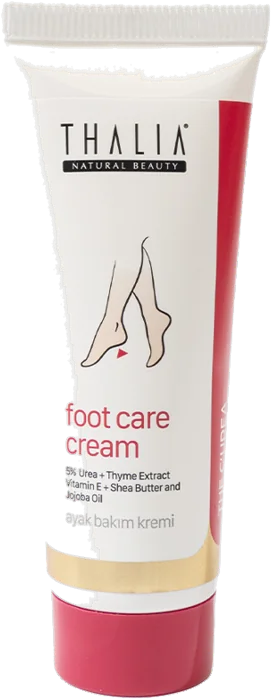 THALIA®
NATURAL BEAUTY
foot care
cream
5% Urea + Thyme Extract
Vitamin E + Shea Butter and
Jojoba Oil
ayak bakım kremi